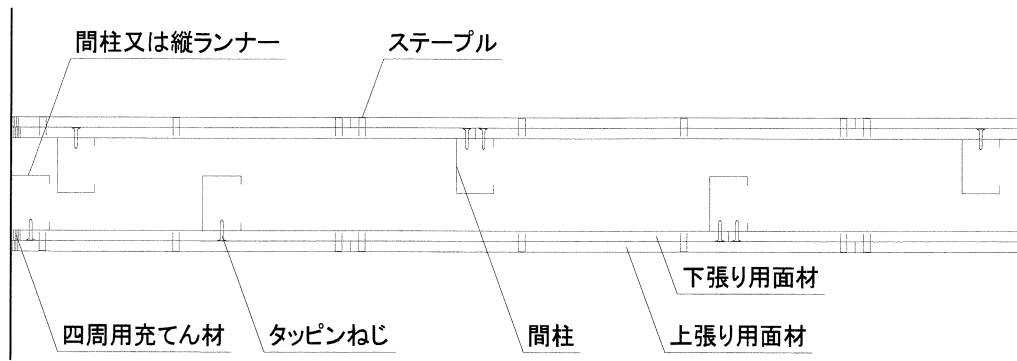 間柱又は縦ランナー
ステープル
下張り用面材
四周用充てん材
タッピンねじ
間柱
上張り用面材